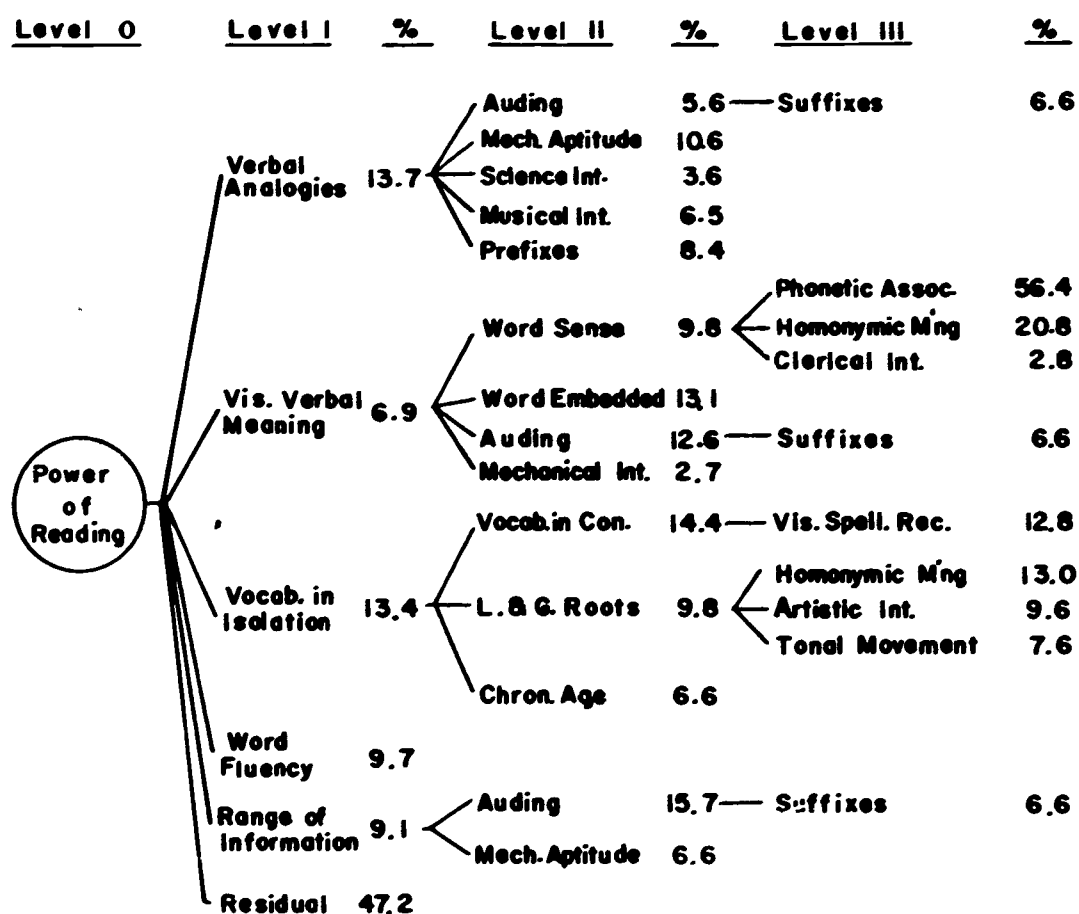 Level 0 Level I % Level II % Level III %
Auding 5.6 Suffixes 6.6
Mech. Aptitude 10.6
Verbal
Analogies 13.7
Science Int. 3.6
Musical Int. 6.5
Prefixes 8.4
Phonetic Assoc. 56.4
Word Sense 9.8 Homonymic M'ng 20.8
Clerical Int. 2.8
Vis. Verbal
Meaning 6.9
Word Embedded 13.1
Auding 12.6 Suffixes 6.6
Mechanical Int. 2.7
Power
of
Reading
Vocab. in Con. 14.4 Vis. Spell. Rec. 12.8
Homonymic M'ng 13.0
Vocab. in
Isolation 13.4 L. & G. Roots 9.8 Artistic Int. 9.6
Tonal Movement 7.6
Chron. Age 6.6
Word
Fluency 9.7
Auding 15.7 Suffixes 6.6
Range of
Information 9.1
Mech. Aptitude 6.6
Residual 47.2